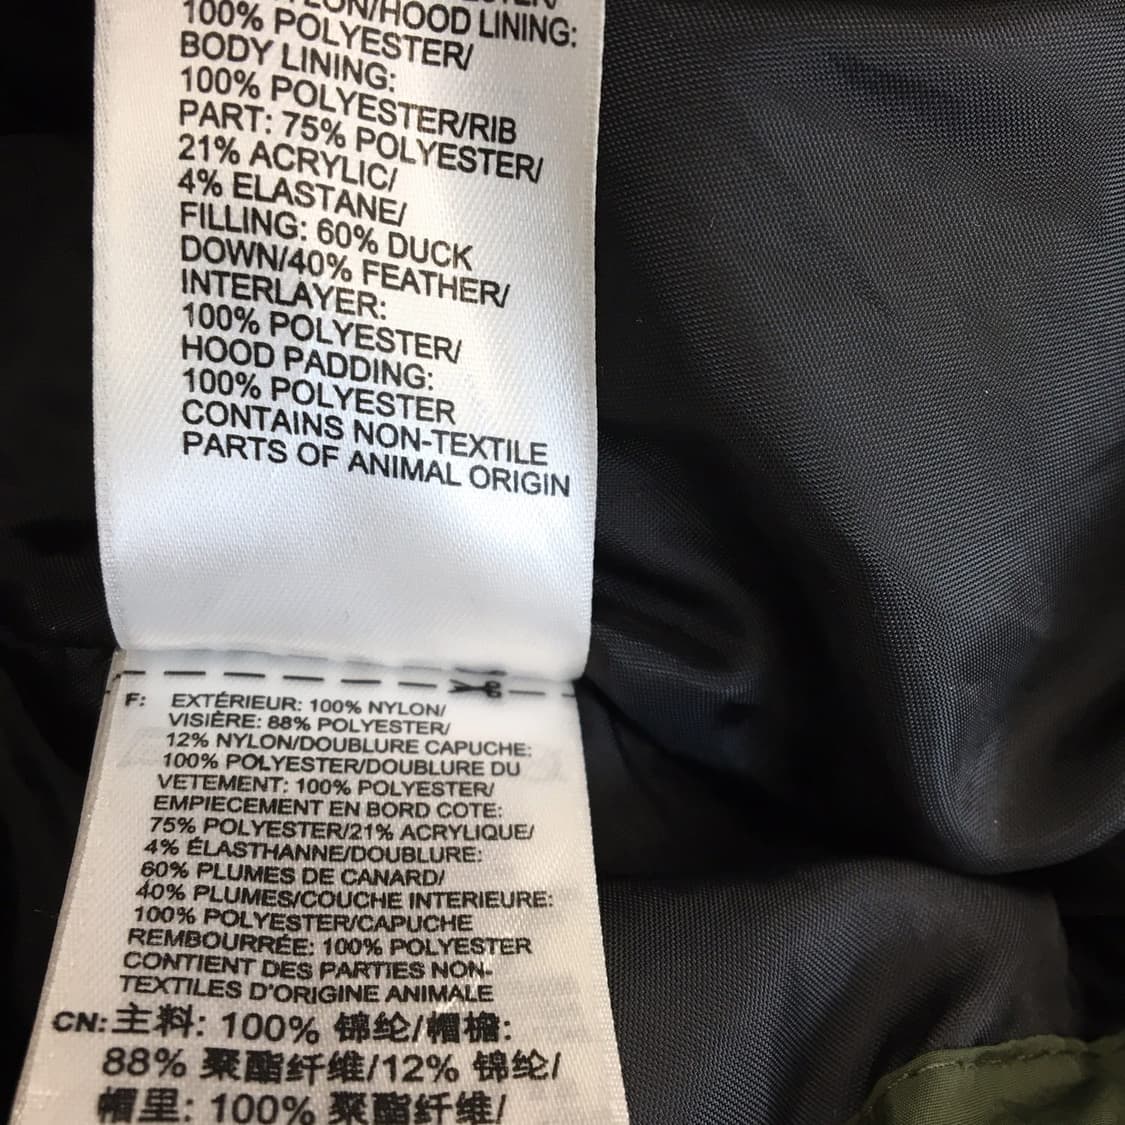 LON/HOOD LINING:
100% POLYESTER/
BODY LINING:
100% POLYESTER/RIB
PART: 75% POLYESTER/
21% ACRYLIC/
4% ELASTANE/
FILLING: 60% DUCK
DOWN/40% FEATHER/
INTERLAYER:
100% POLYESTER/
HOOD PADDING:
100% POLYESTER
CONTAINS NON-TEXTILE
PARTS OF ANIMAL ORIGIN
F: EXTÉRIEUR: 100% NYLON/
VISIÈRE: 88% POLYESTER/
12% NYLON/DOUBLURE CAPUCHE:
100% POLYESTER/DOUBLURE DU
VETEMENT: 100% POLYESTER/
EMPIECEMENT EN BORD COTE:
75% POLYESTER/21% ACRYLIQUE/
4% ÉLASTHANNE/DOUBLURE:
60% PLUMES DE CANARD/
40% PLUMES/COUCHE INTERIEURE:
100% POLYESTER/CAPUCHE
REMBOURRÉE: 100% POLYESTER
CONTIENT DES PARTIES NON-
TEXTILES D'ORIGINE ANIMALE
CN: 主料: 100% 锦纶/帽檐:
88% 聚酯纤维/12% 锦纶/
帽里: 100% 聚酯纤维/